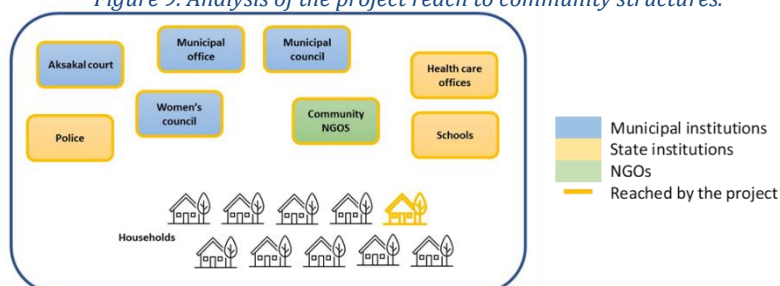 Figure 9. Analysis of the project reach to community structures.
Aksakal court
Municipal
office
Municipal
council
Health care
offices
Police
Women's
council
Community
NGOS
Schools
Households
Municipal institutions
State institutions
NGOs
Reached by the project